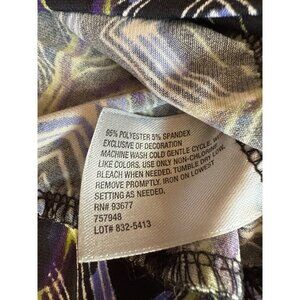 95% POLYESTER 5% SPANDEX
EXCLUSIVE OF DECORATION
MACHINE WASH COLD GENTLE CYCLE,
LIKE COLORS. USE ONLY NON-CHLORINE
BLEACH WHEN NEEDED. TUMBLE DRY LOW.
REMOVE PROMPTLY. IRON ON LOWEST
SETTING AS NEEDED.
RN# 93677
757948
LOT# 832-5413